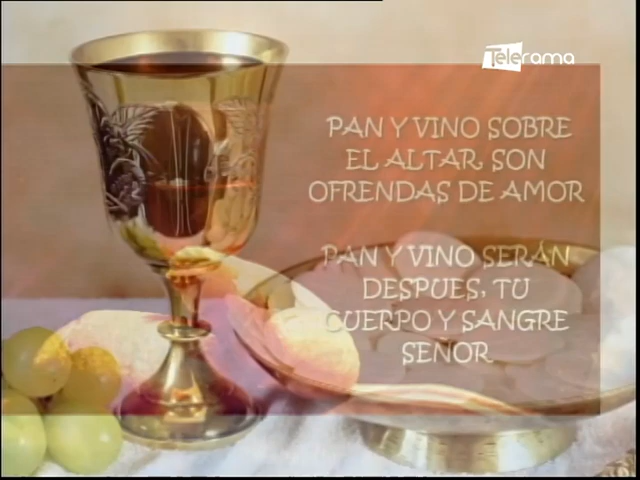 Telerama
PAN Y VINO SOBRE
EL ALTAR SON
OFRENDAS DE AMOR
PAN Y VINO SERÁN
DESPUES, TU
CUERPO Y SANGRE
SEÑOR